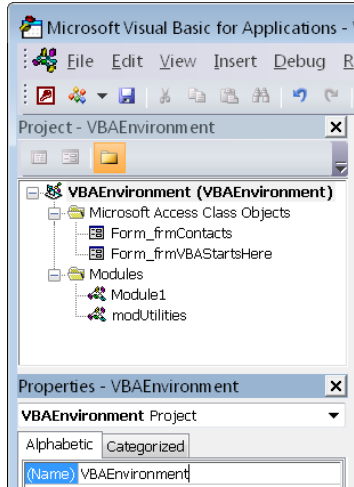 Microsoft Visual Basic for Applications -
File Edit View Insert Debug R
Project - VBAEnvironment
VBAEnvironment (VBAEnvironment)
Microsoft Access Class Objects
Form_frmContacts
Form_frmVBAStartsHere
Modules
Module1
modUtilities
Properties - VBAEnvironment
VBAEnvironment Project
Alphabetic Categorized
(Name) VBAEnvironment